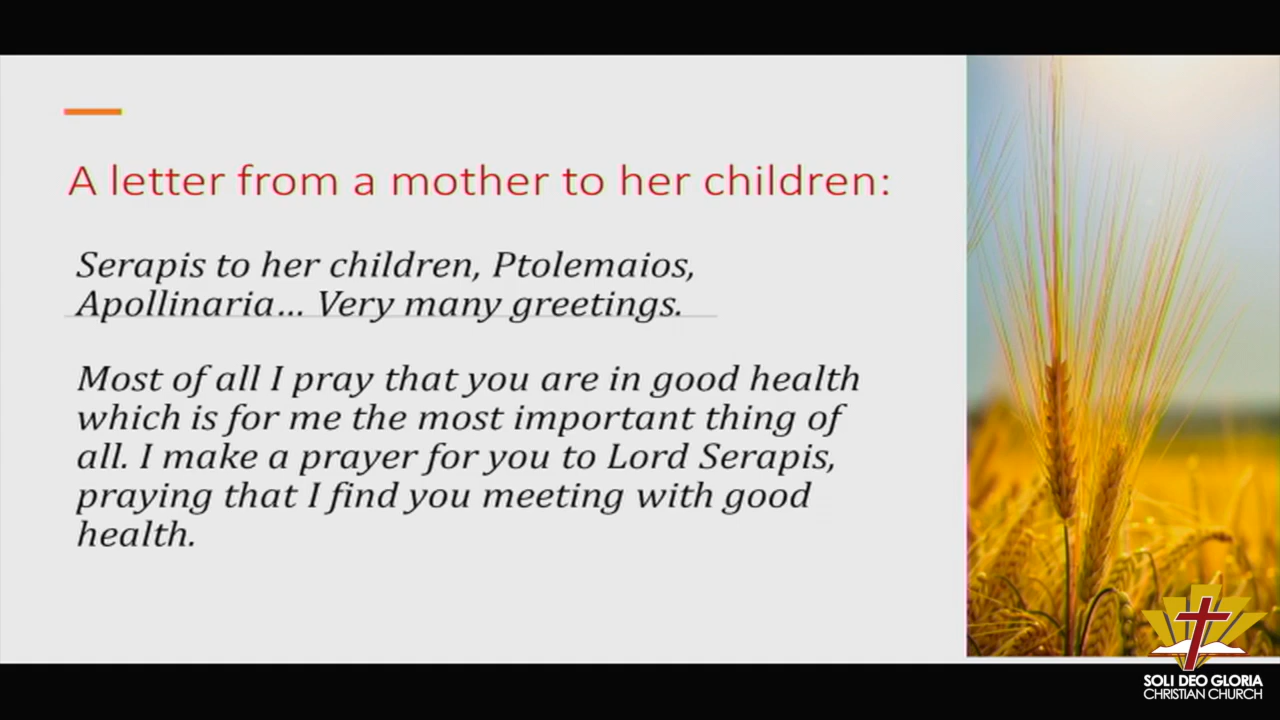 A letter from a mother to her children:
Serapis to her children, Ptolemaios,
Apollinaria... Very many greetings.
Most of all I pray that you are in good health
which is for me the most important thing of
all. I make a prayer for you to Lord Serapis,
praying that I find you meeting with good
health.
SOLI DEO GLORIA
CHRISTIAN CHURCH